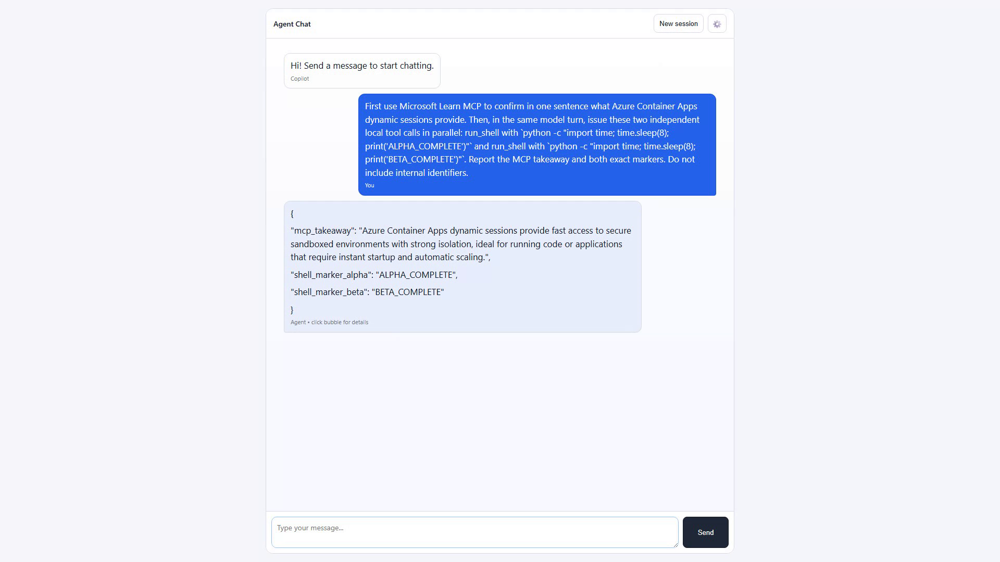 Agent Chat
New session
Hi! Send a message to start chatting.
Copilot
First use Microsoft Learn MCP to confirm in one sentence what Azure Container Apps
dynamic sessions provide. Then, in the same model turn, issue these two independent
local tool calls in parallel: run_shell with `python -c "import time; time.sleep(8);
print('ALPHA_COMPLETE')"` and run_shell with `python -c "import time; time.sleep(8);
print('BETA_COMPLETE')"`. Report the MCP takeaway and both exact markers. Do not
include internal identifiers.
You
{
"mcp_takeaway": "Azure Container Apps dynamic sessions provide fast access to secure
sandboxed environments with strong isolation, ideal for running code or applications
that require instant startup and automatic scaling.",
"shell_marker_alpha": "ALPHA_COMPLETE",
"shell_marker_beta": "BETA_COMPLETE"
}
Agent • click bubble for details
Type your message...
Send